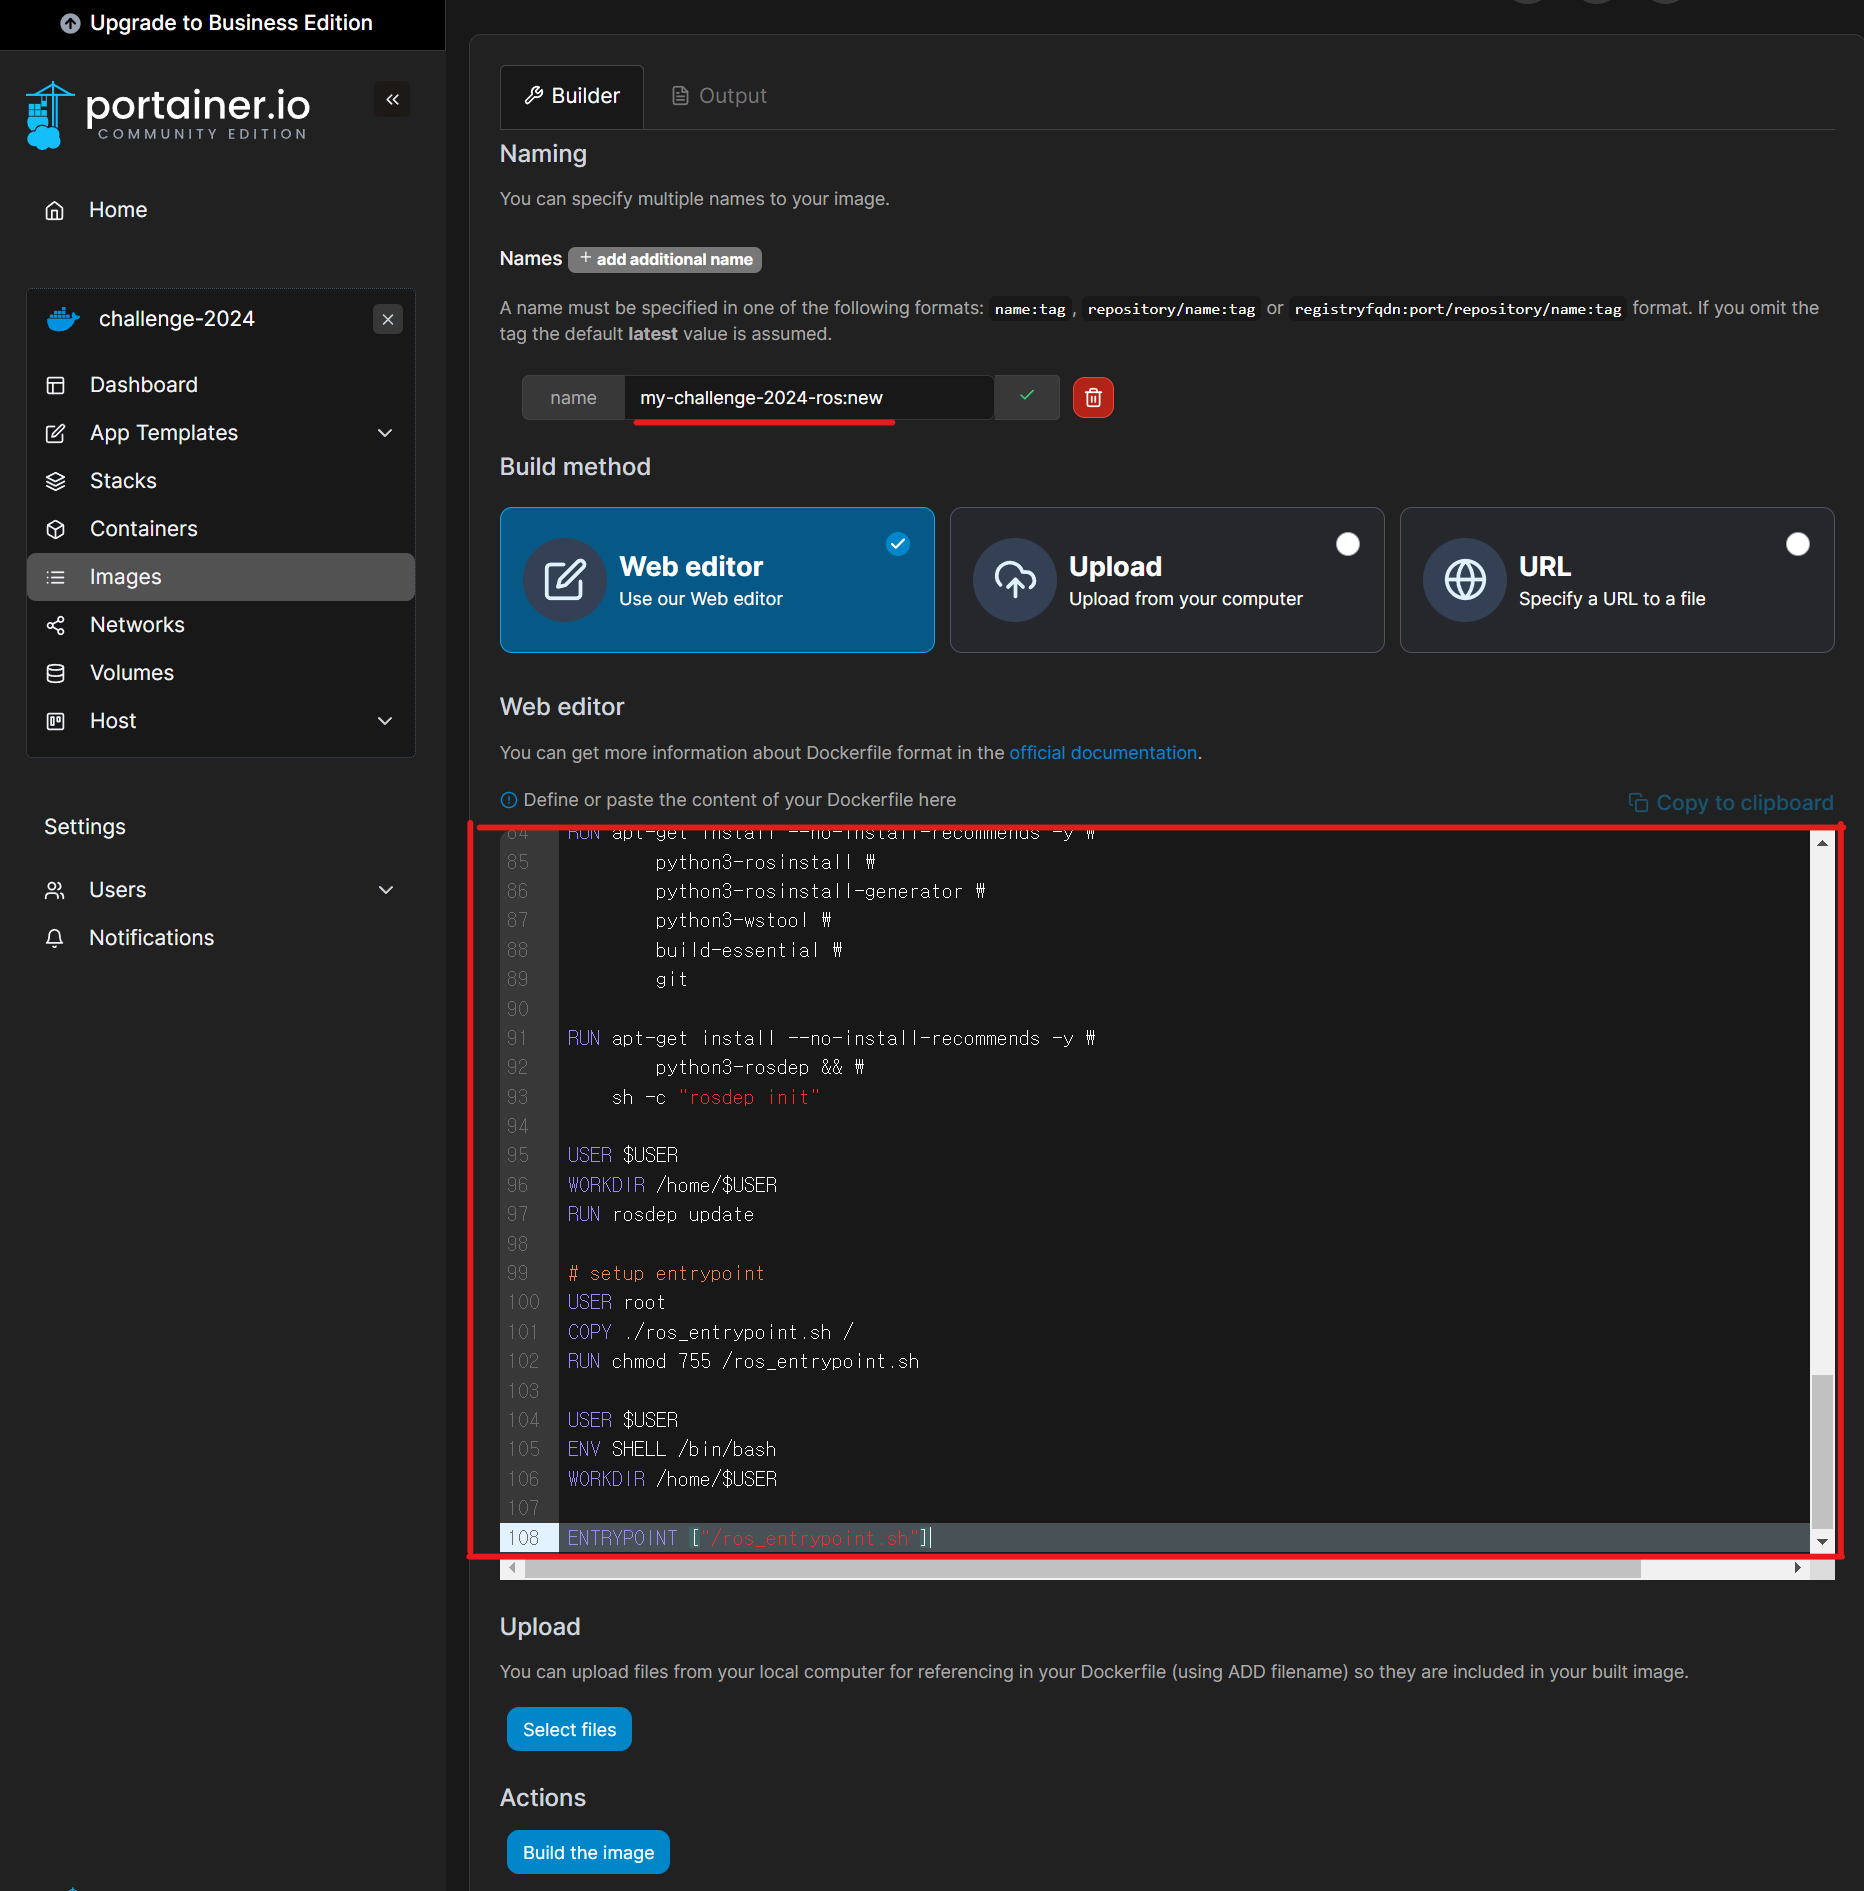 Upgrade to Business Edition
portainer.io
COMMUNITY EDITION
Home
challenge-2024
Dashboard
App Templates
Stacks
Containers
Images
Networks
Volumes
Host
Settings
Users
Notifications
Builder
Output
Naming
You can specify multiple names to your image.
Names + add additional name
A name must be specified in one of the following formats: name:tag , repository/name:tag or registryfqdn:port/repository/name:tag format. If you omit the
tag the default latest value is assumed.
name my-challenge-2024-ros:new
Build method
Web editor
Use our Web editor
Upload
Upload from your computer
URL
Specify a URL to a file
Web editor
You can get more information about Dockerfile format in the official documentation.
Define or paste the content of your Dockerfile here
Copy to clipboard
84 RUN apt-get install --no-install-recommends -y ₩
85 python3-rosinstall ₩
86 python3-rosinstall-generator ₩
87 python3-wstool ₩
88 build-essential ₩
89 git
90
91 RUN apt-get install --no-install-recommends -y ₩
92 python3-rosdep && ₩
93 sh -c "rosdep init"
94
95 USER $USER
96 WORKDIR /home/$USER
97 RUN rosdep update
98
99 # setup entrypoint
100 USER root
101 COPY ./ros_entrypoint.sh /
102 RUN chmod 755 /ros_entrypoint.sh
103
104 USER $USER
105 ENV SHELL /bin/bash
106 WORKDIR /home/$USER
107
108 ENTRYPOINT ["/ros_entrypoint.sh"]
Upload
You can upload files from your local computer for referencing in your Dockerfile (using ADD filename) so they are included in your built image.
Select files
Actions
Build the image